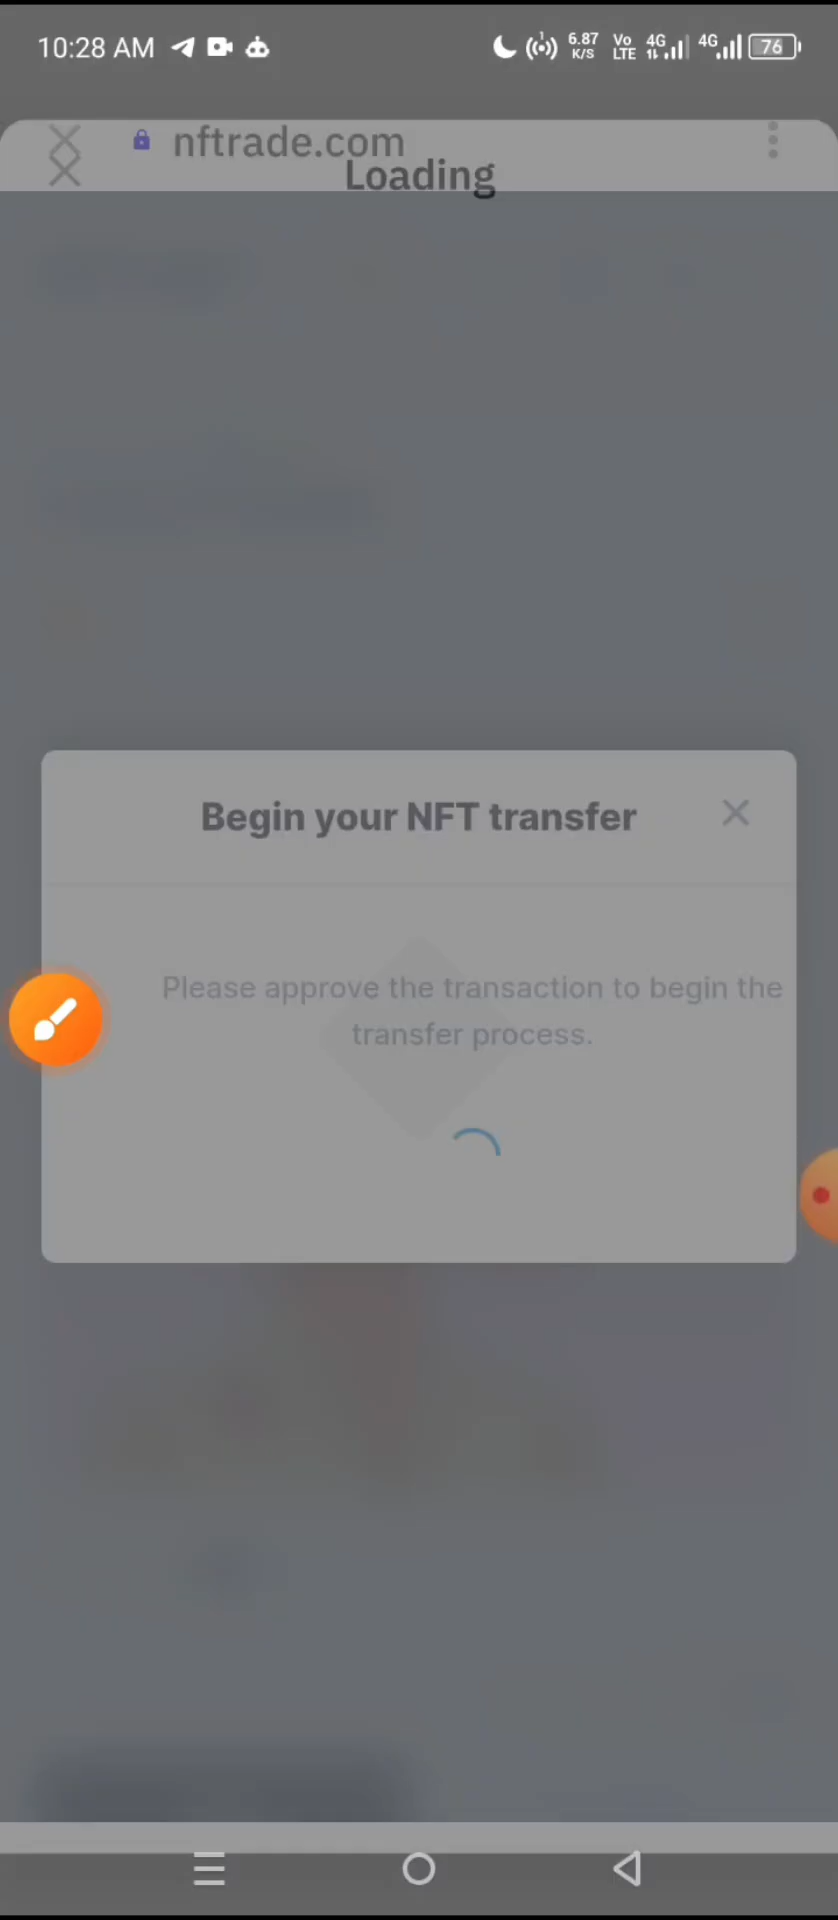 10:28 AM 6.87 K/S Vo LTE 4G 4G 76
nftrade.com
Loading
Begin your NFT transfer
Please approve the transaction to begin the
transfer process.